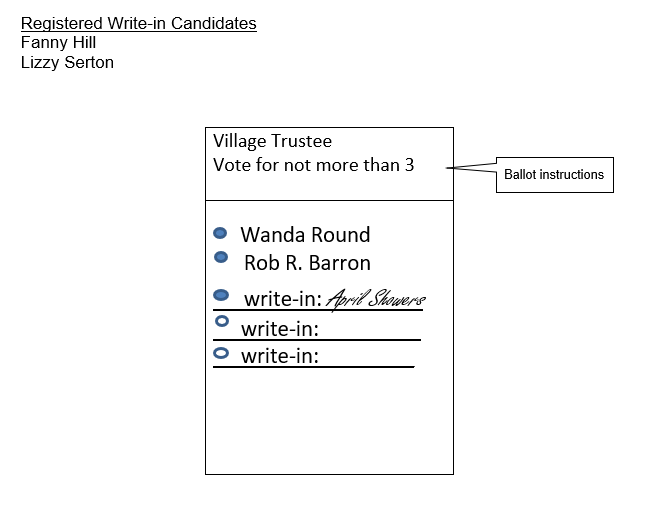 Registered Write-in Candidates
Fanny Hill
Lizzy Serton
Village Trustee
Vote for not more than 3
Ballot instructions
Wanda Round
Rob R. Barron
write-in: April Showers
write-in:
write-in: